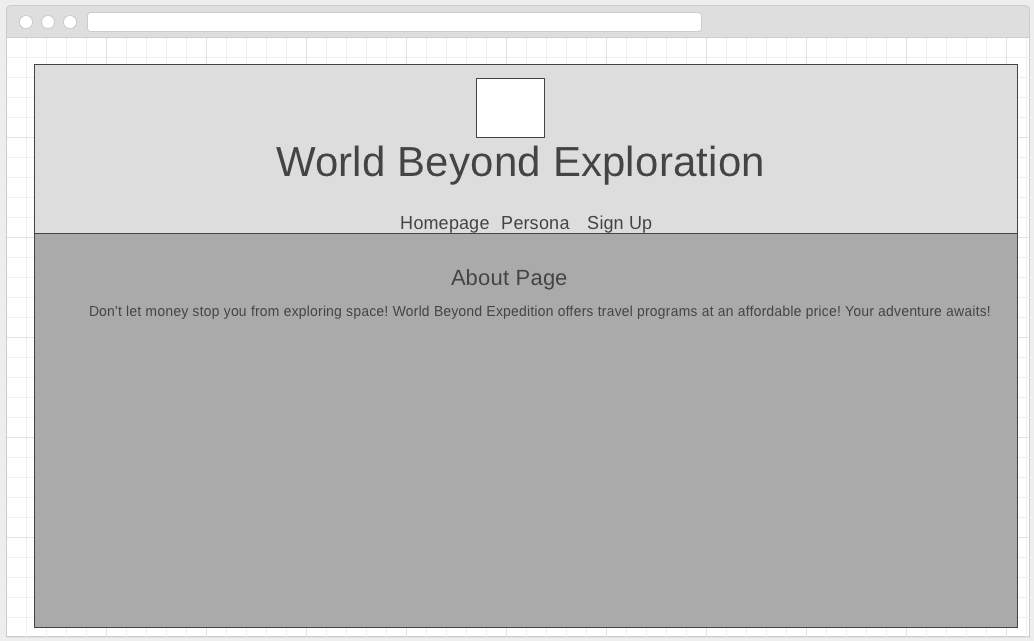 World Beyond Exploration
Homepage Persona Sign Up
About Page
Don't let money stop you from exploring space! World Beyond Expedition offers travel programs at an affordable price! Your adventure awaits!